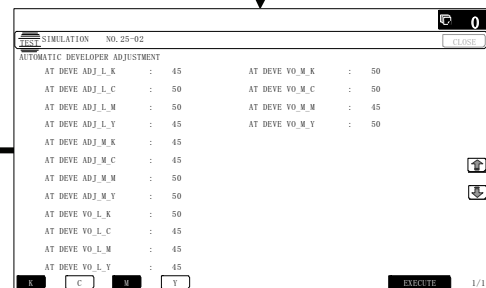 0
TEST SIMULATION NO.25-02 CLOSE
AUTOMATIC DEVELOPER ADJUSTMENT
AT DEVE ADJ_L_K : 45 AT DEVE VO_M_K : 50
AT DEVE ADJ_L_C : 50 AT DEVE VO_M_C : 50
AT DEVE ADJ_L_M : 50 AT DEVE VO_M_M : 45
AT DEVE ADJ_L_Y : 45 AT DEVE VO_M_Y : 50
AT DEVE ADJ_M_K : 45
AT DEVE ADJ_M_C : 45
AT DEVE ADJ_M_M : 50
AT DEVE ADJ_M_Y : 50
AT DEVE VO_L_K : 50
AT DEVE VO_L_C : 45
AT DEVE VO_L_M : 45
AT DEVE VO_L_Y : 45
K C M Y EXECUTE 1/1